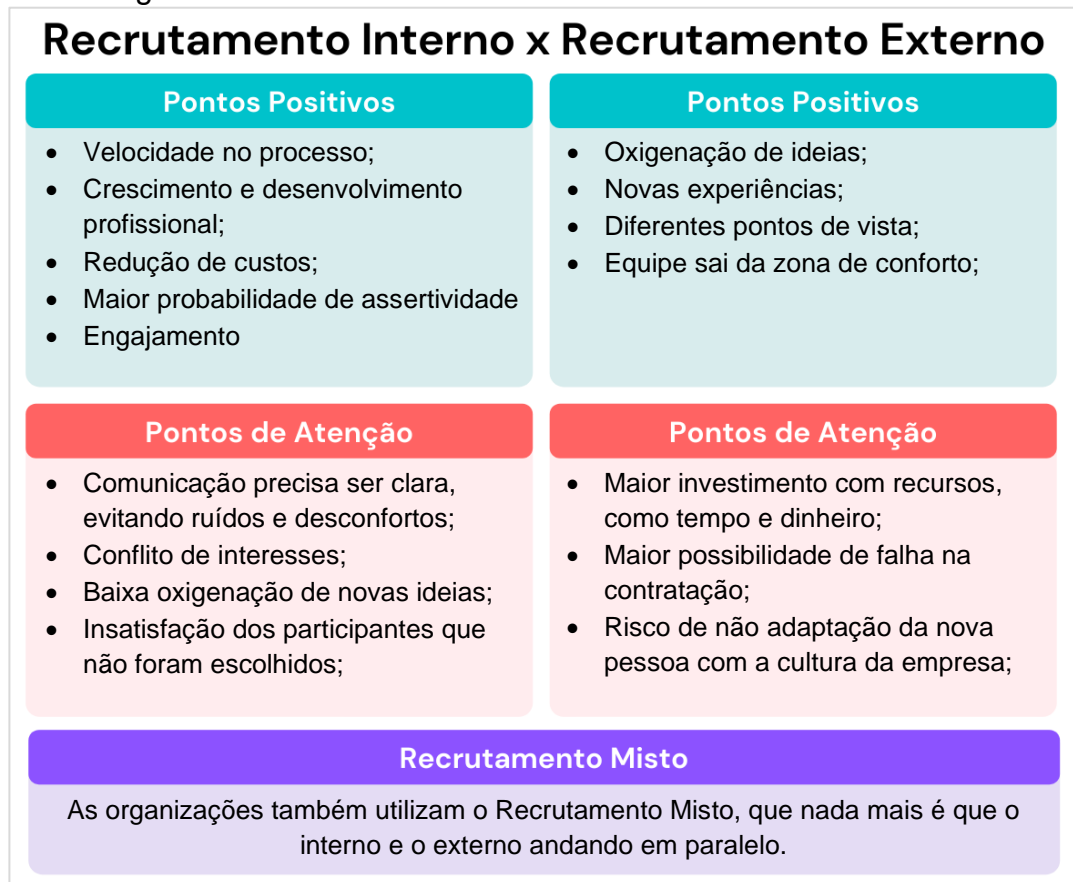 Recrutamento Interno x Recrutamento Externo
Pontos Positivos
• Velocidade no processo;
• Crescimento e desenvolvimento
profissional;
• Redução de custos;
• Maior probabilidade de assertividade
• Engajamento
Pontos Positivos
• Oxigenação de ideias;
• Novas experiências;
• Diferentes pontos de vista;
• Equipe sai da zona de conforto;
Pontos de Atenção
• Comunicação precisa ser clara,
evitando ruídos e desconfortos;
• Conflito de interesses;
• Baixa oxigenação de novas ideias;
• Insatisfação dos participantes que
não foram escolhidos;
Pontos de Atenção
• Maior investimento com recursos,
como tempo e dinheiro;
• Maior possibilidade de falha na
contratação;
• Risco de não adaptação da nova
pessoa com a cultura da empresa;
Recrutamento Misto
As organizações também utilizam o Recrutamento Misto, que nada mais é que o
interno e o externo andando em paralelo.